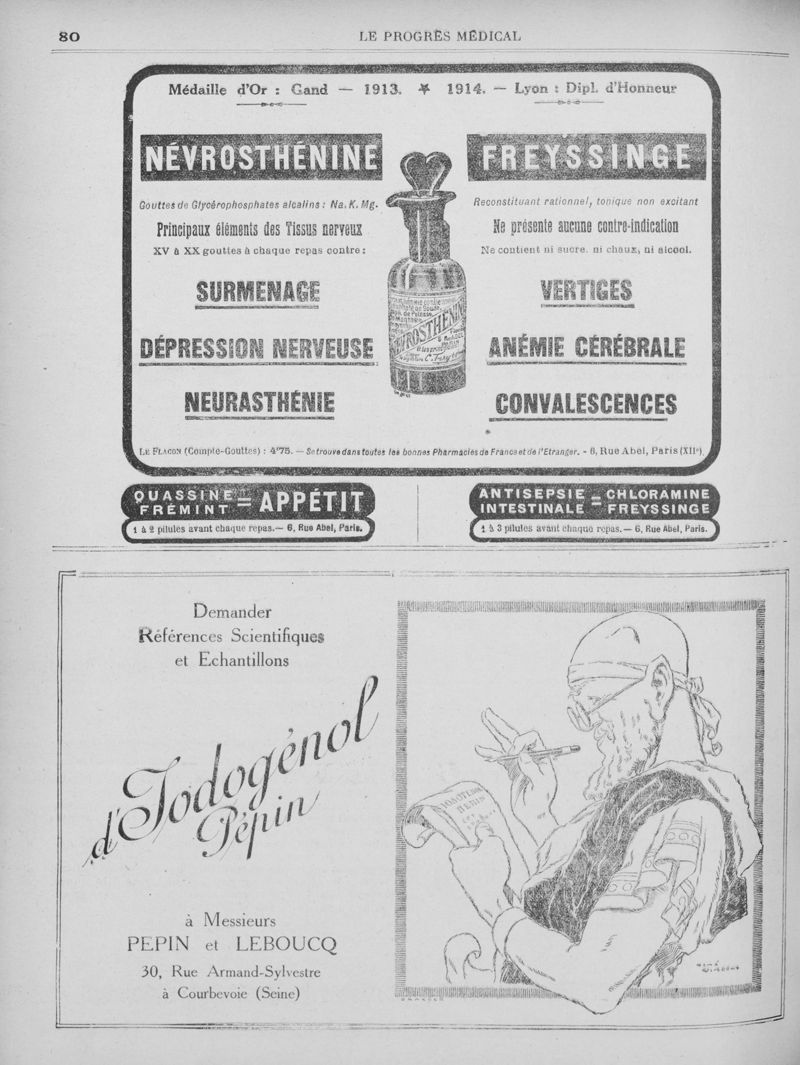 80
LE PROGRÈS MÉDICAL
Médaille d'Or : Gand — 1913. ★ 1914. — Lyon : Dipl. d'Honneur
NÉVROSTHÉNINE
Gouttes de Glycérophosphates alcalins : Na. K. Mg.
Principaux éléments des Tissus nerveux
XV à XX gouttes à chaque repas contre :
SURMENAGE
DÉPRESSION NERVEUSE
NEURASTHÉNIE
FREYSSINGE
Reconstituant rationnel, tonique non excitant
Ne présente aucune contre-indication
Ne contient ni sucre, ni chaux, ni alcool.
VERTIGES
ANÉMIE CÉRÉBRALE
CONVALESCENCES
LE FLACON (Compte-Gouttes) : 4f75. — Se trouve dans toutes les bonnes Pharmacies de France et de l'Etranger. - 6, Rue Abel, Paris (XIIe)
QUASSINE
FRÉMINT = APPÉTIT
1 à 2 pilules avant chaque repas. — 6, Rue Abel, Paris.
ANTISEPSIE = CHLORAMINE
INTESTINALE = FREYSSINGE
1 à 3 pilules avant chaque repas. — 6, Rue Abel, Paris.
Demander
Références Scientifiques
et Echantillons
d'Iodogénol
Pépin
à Messieurs
PEPIN et LEBOUCQ
30, Rue Armand-Sylvestre
à Courbevoie (Seine)
IODOGENOL
PEPIN